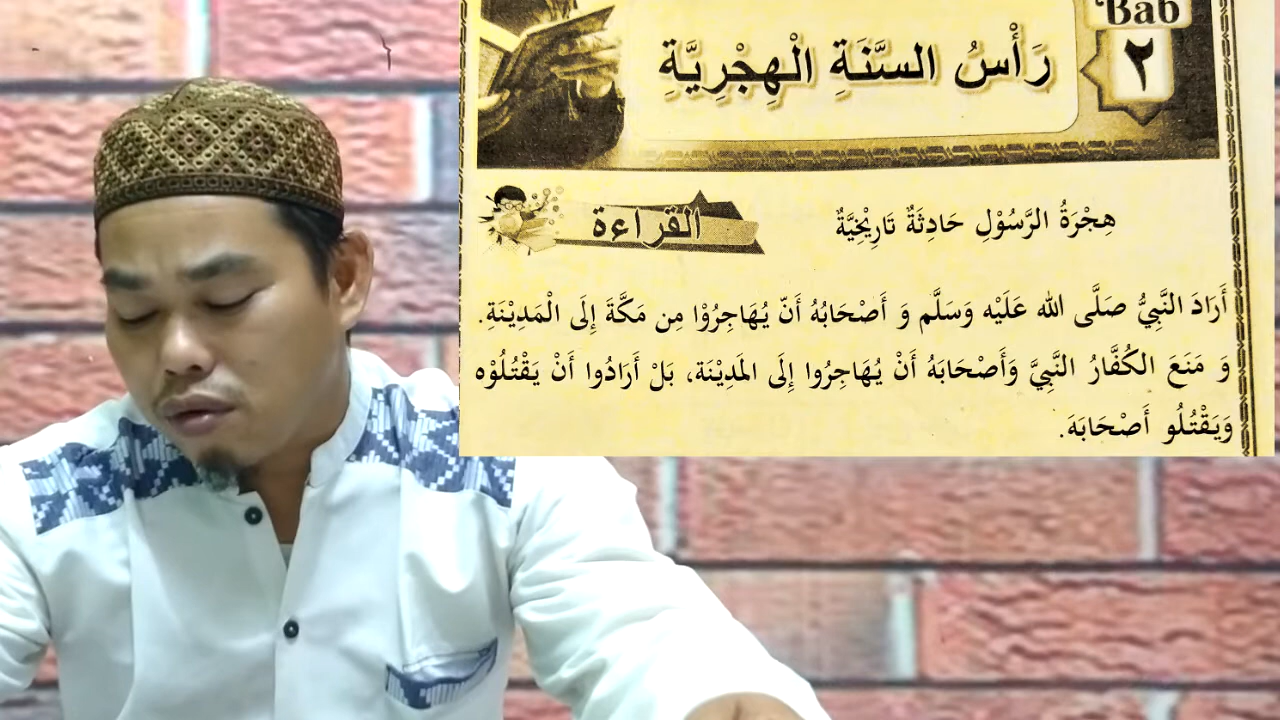 Bab
٢
رَأْسُ السَّنَةِ الْهِجْرِيَّةِ
القراءة
هِجْرَةُ الرَّسُوْلِ حَادِثَةٌ تَارِيْخِيَّةٌ
أَرَادَ النَّبِيُّ صَلَّى الله عَلَيْه وَسَلَّم وَ أَصْحَابُهُ أَنّ يُهَاجِرُوْا مِن مَكَّةَ إِلَى الْمَدِيْنَةِ.
وَ مَنَعَ الكُفَّارُ النَّبِيَّ وَأَصْحَابَهُ أَنْ يُهَاجِرُوا إِلَى المَدِيْنَة، بَلْ أَرَادُوا أَنْ يَقْتُلُوْه
وَيَقْتُلُو أَصْحَابَهَ.